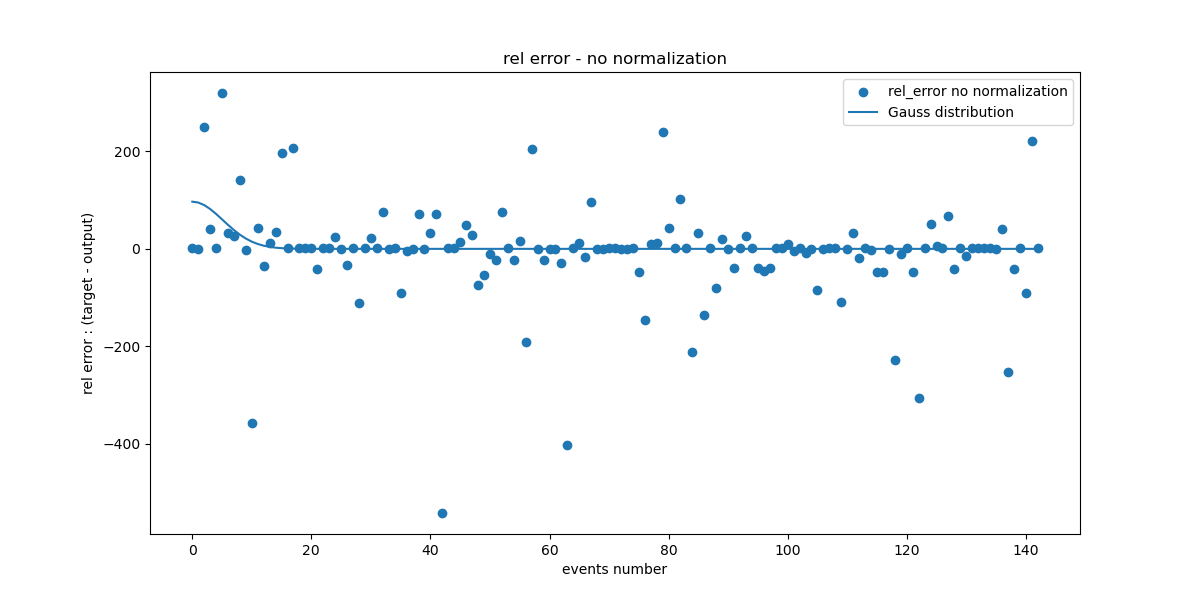 rel error - no normalization
rel_error no normalization
Gauss distribution
rel error : (target - output)
200
0
−200
−400
0 20 40 60 80 100 120 140
events number